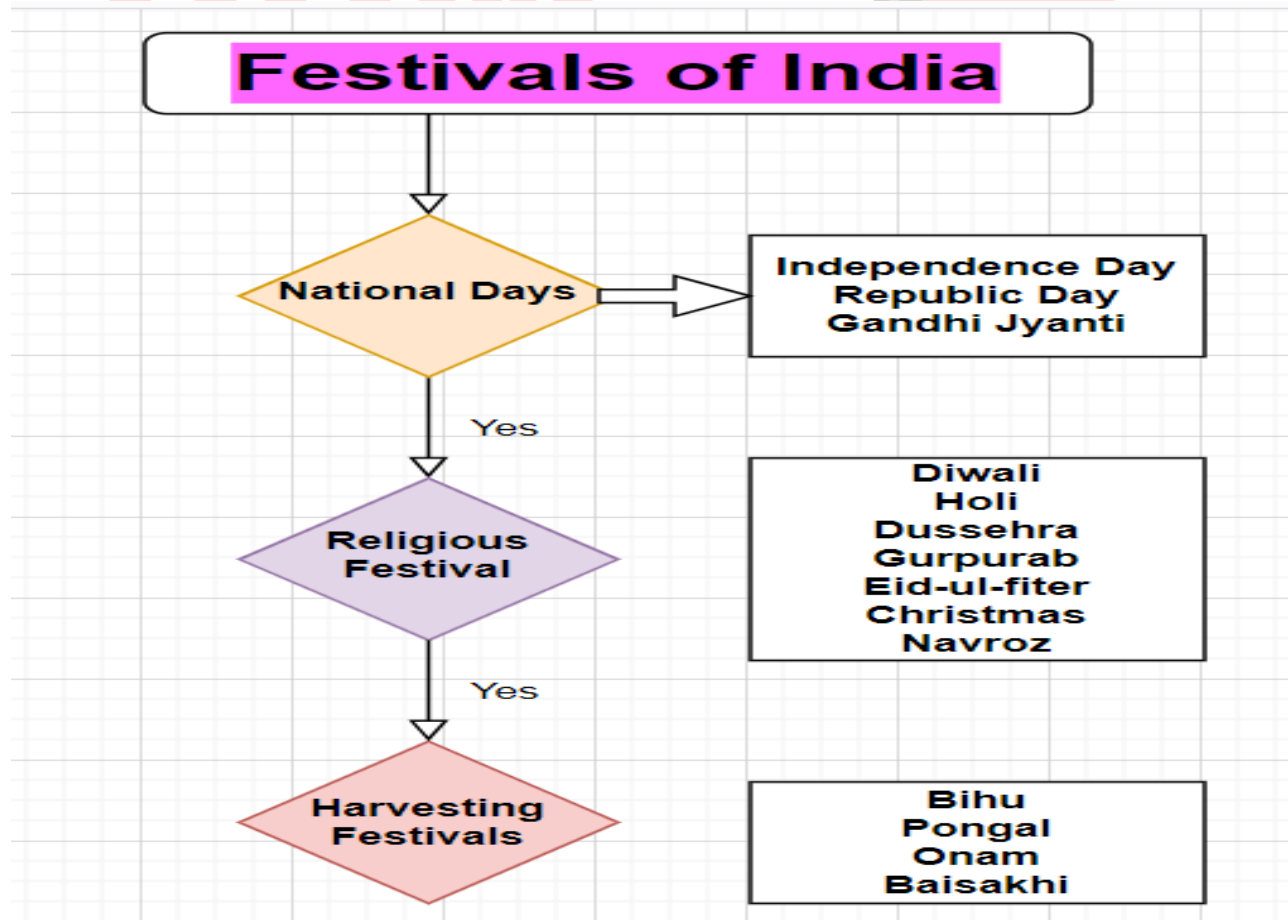 Festivals of India
National Days
Independence Day
Republic Day
Gandhi Jyanti
Yes
Religious
Festival
Diwali
Holi
Dussehra
Gurpurab
Eid-ul-fiter
Christmas
Navroz
Yes
Harvesting
Festivals
Bihu
Pongal
Onam
Baisakhi